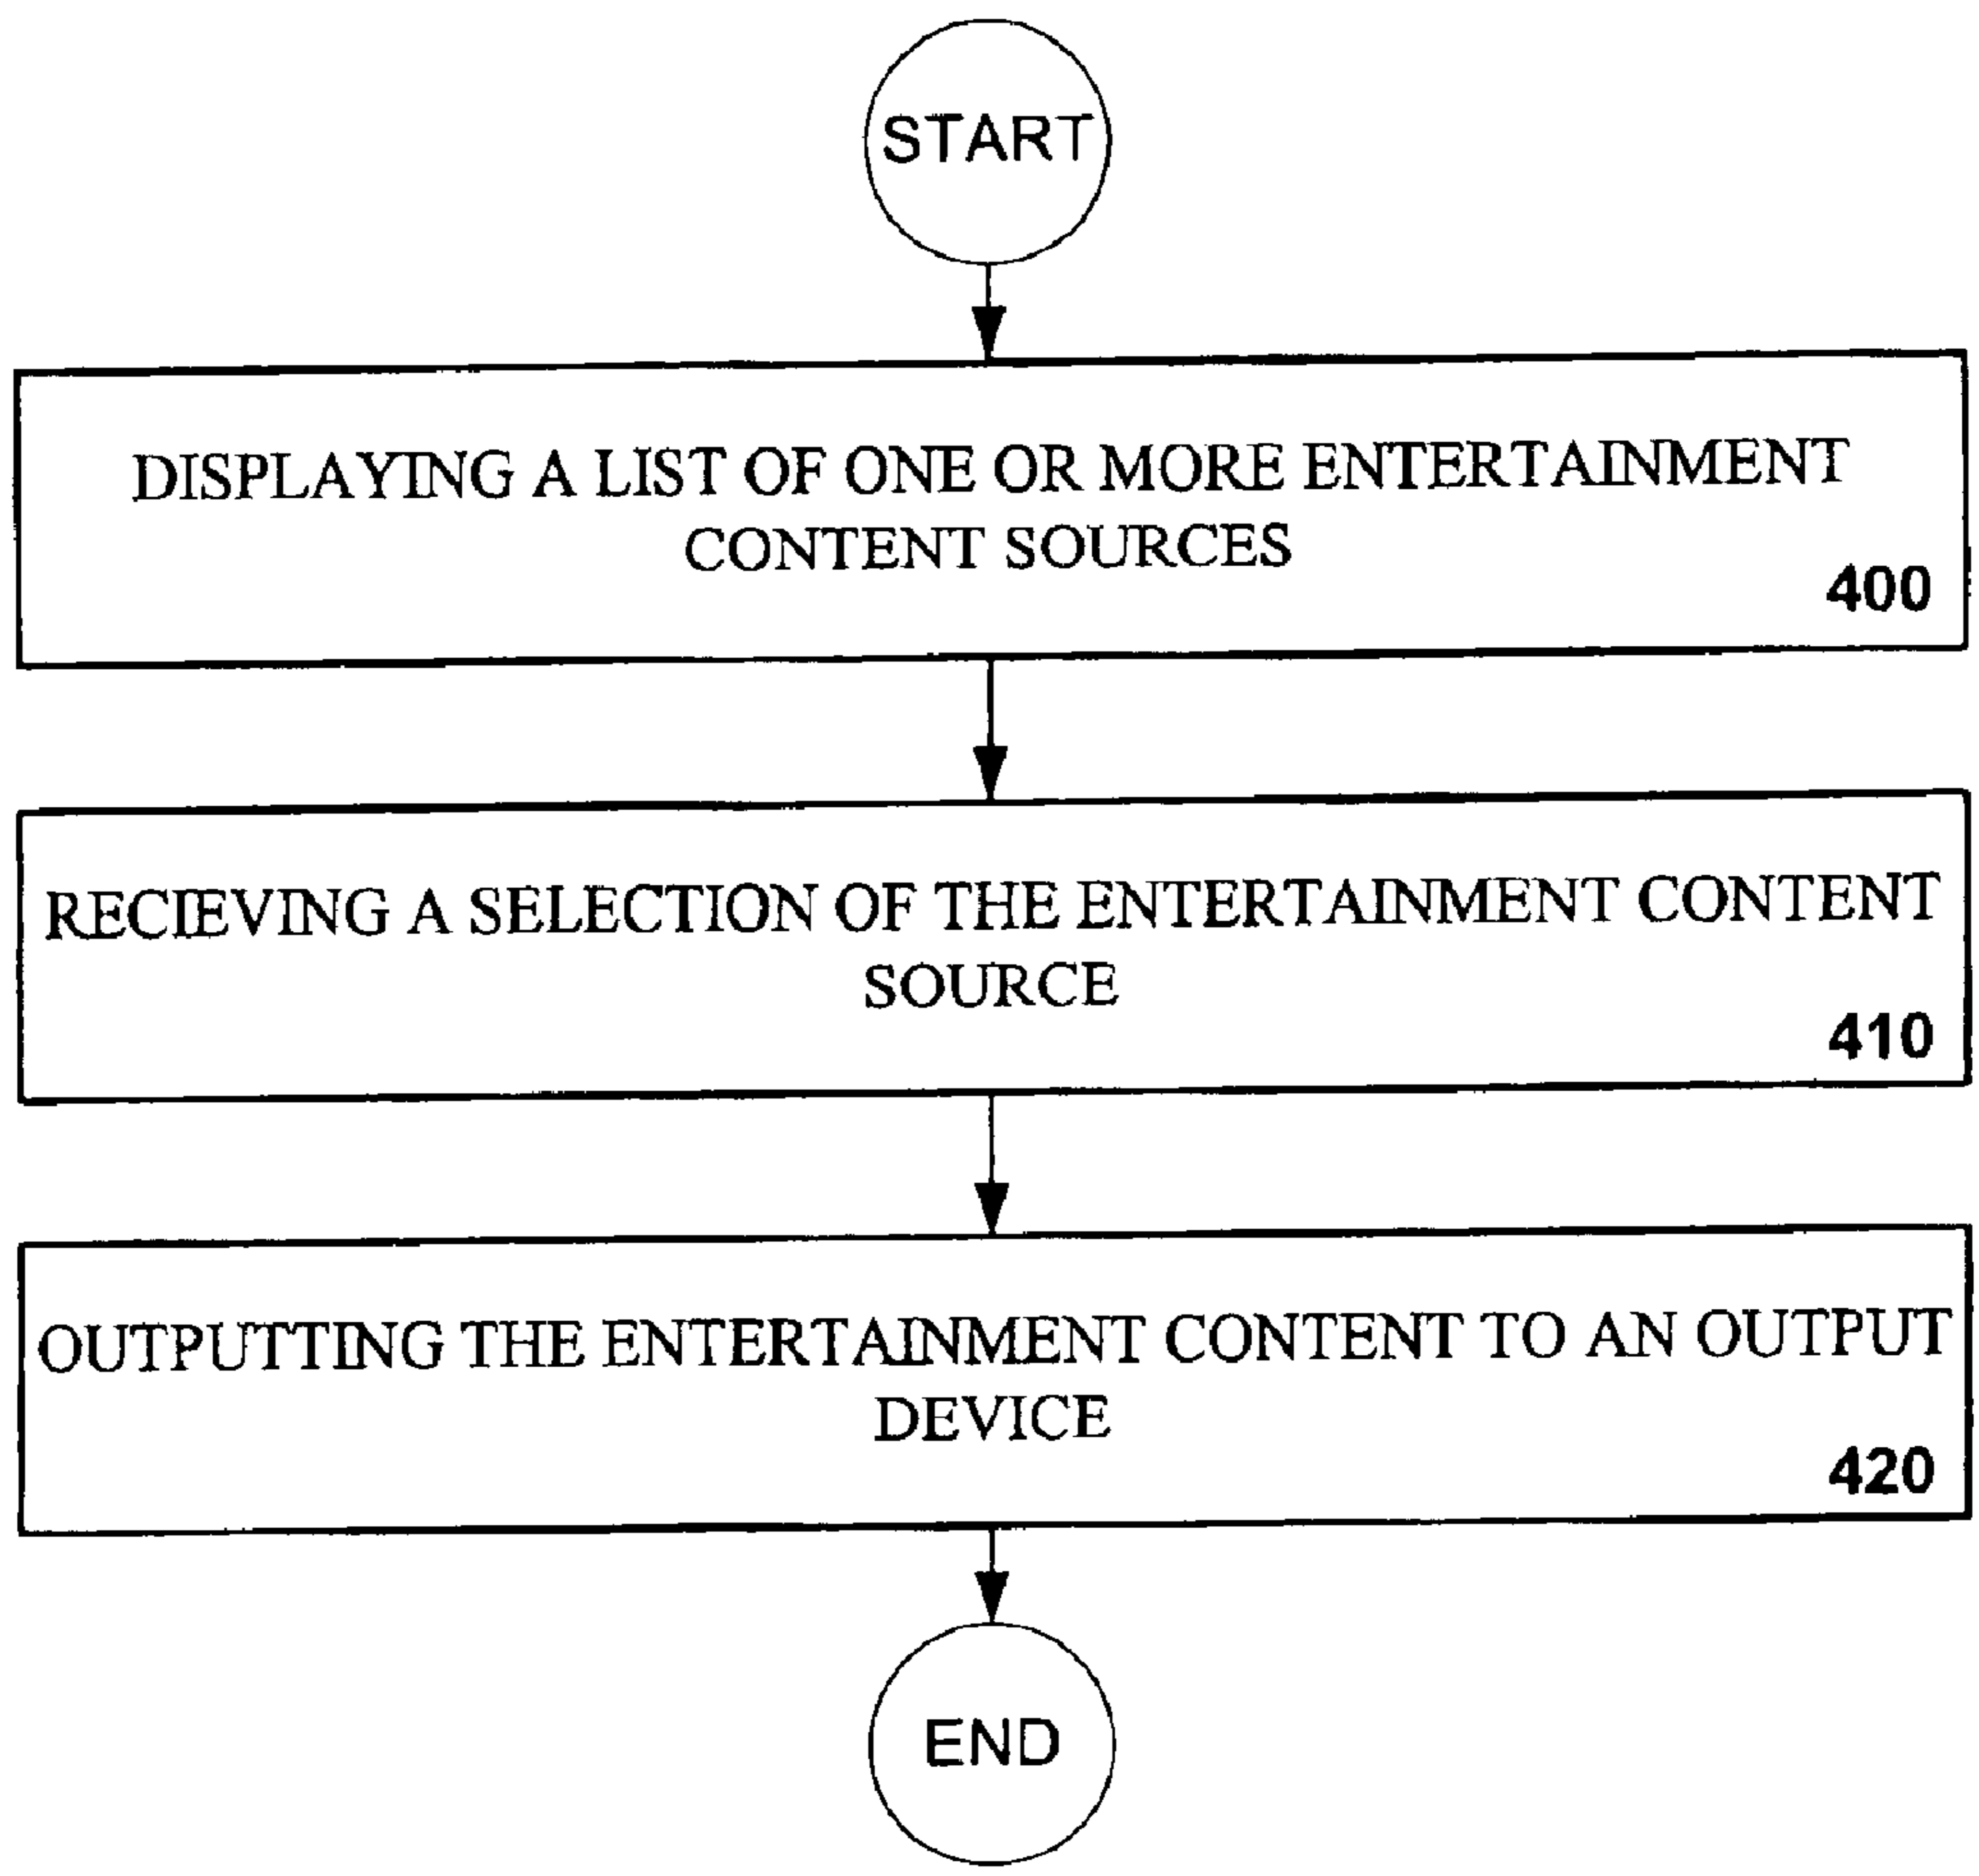 START
DISPLAYING A LIST OF ONE OR MORE ENTERTAINMENT
CONTENT SOURCES
400
RECIEVING A SELECTION OF THE ENTERTAINMENT CONTENT
SOURCE
410
OUTPUTTING THE ENTERTAINMENT CONTENT TO AN OUTPUT
DEVICE
420
END